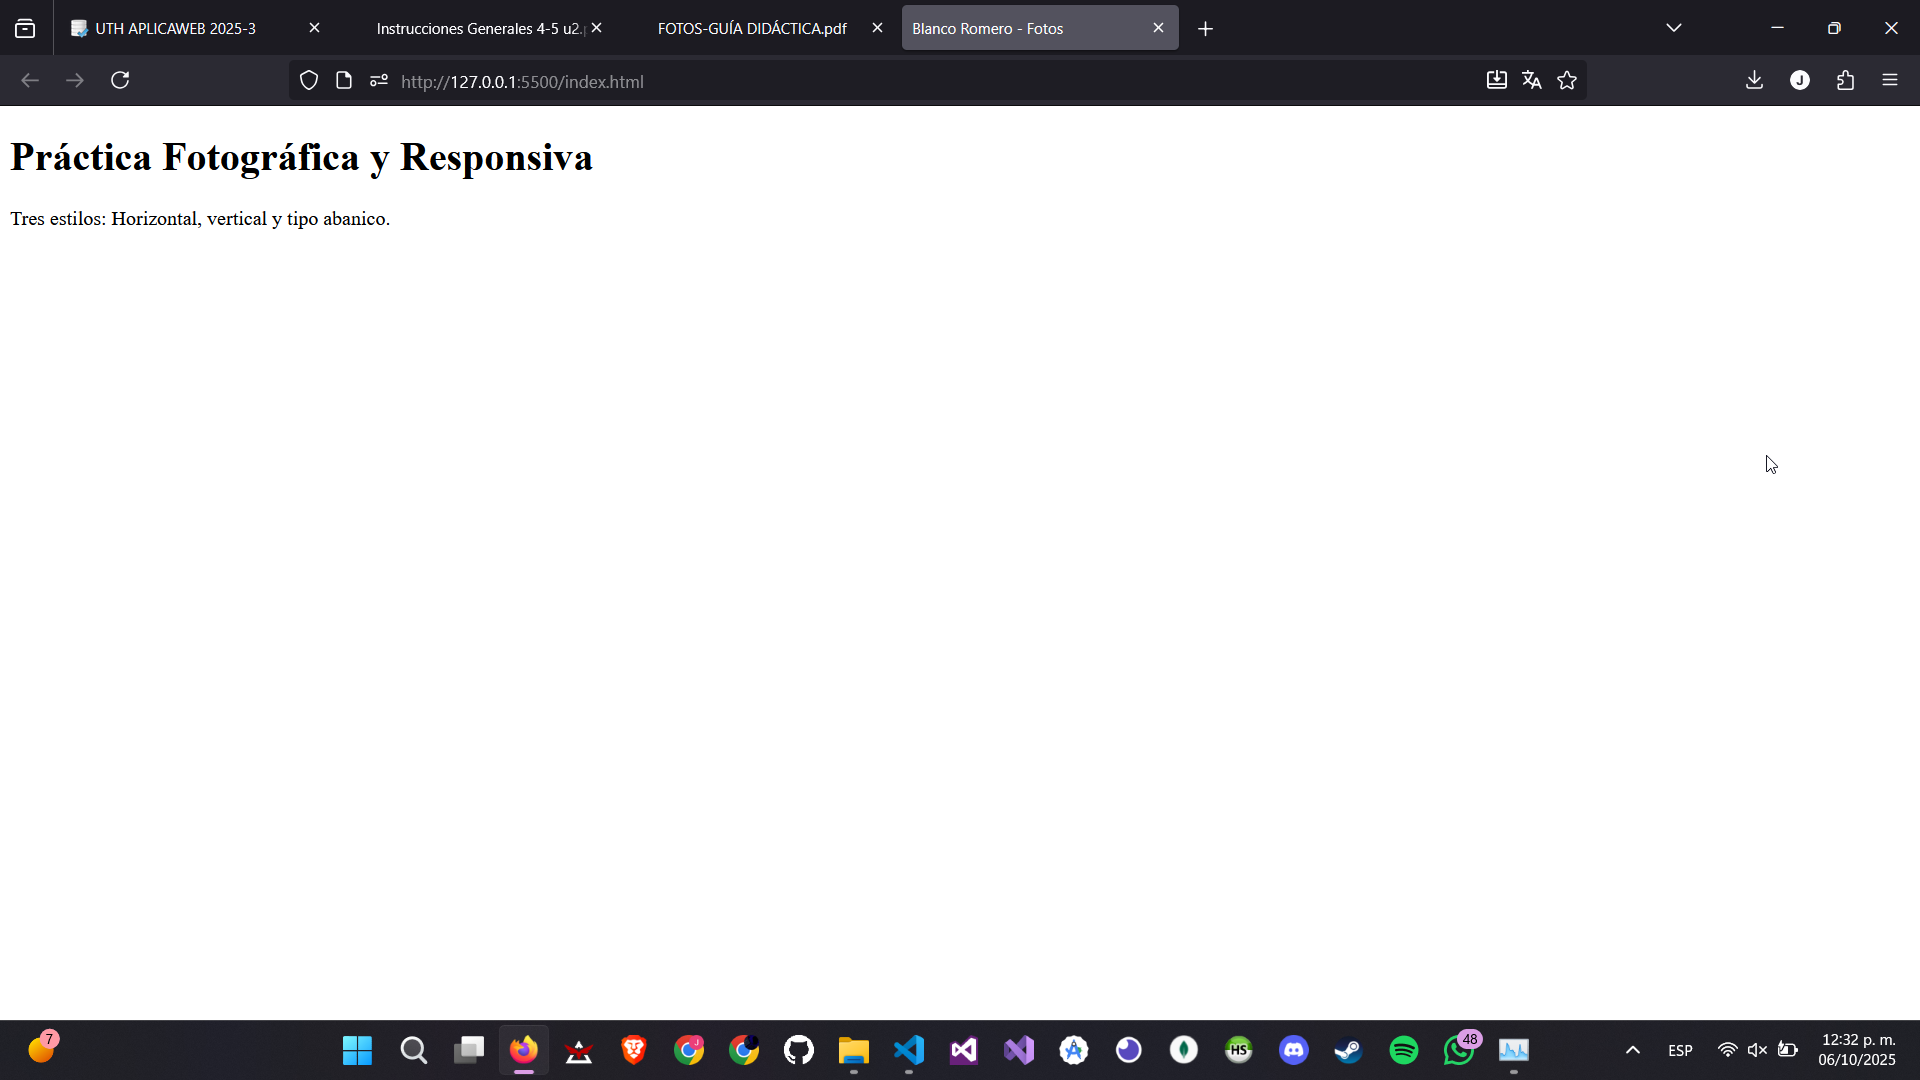 UTH APLICAWEB 2025-3
Instrucciones Generales 4-5 u2.
FOTOS-GUÍA DIDÁCTICA.pdf
Blanco Romero - Fotos
http://127.0.0.1:5500/index.html
J
Práctica Fotográfica y Responsiva
Tres estilos: Horizontal, vertical y tipo abanico.
7
J
HS
48
ESP
12:32 p. m.
06/10/2025